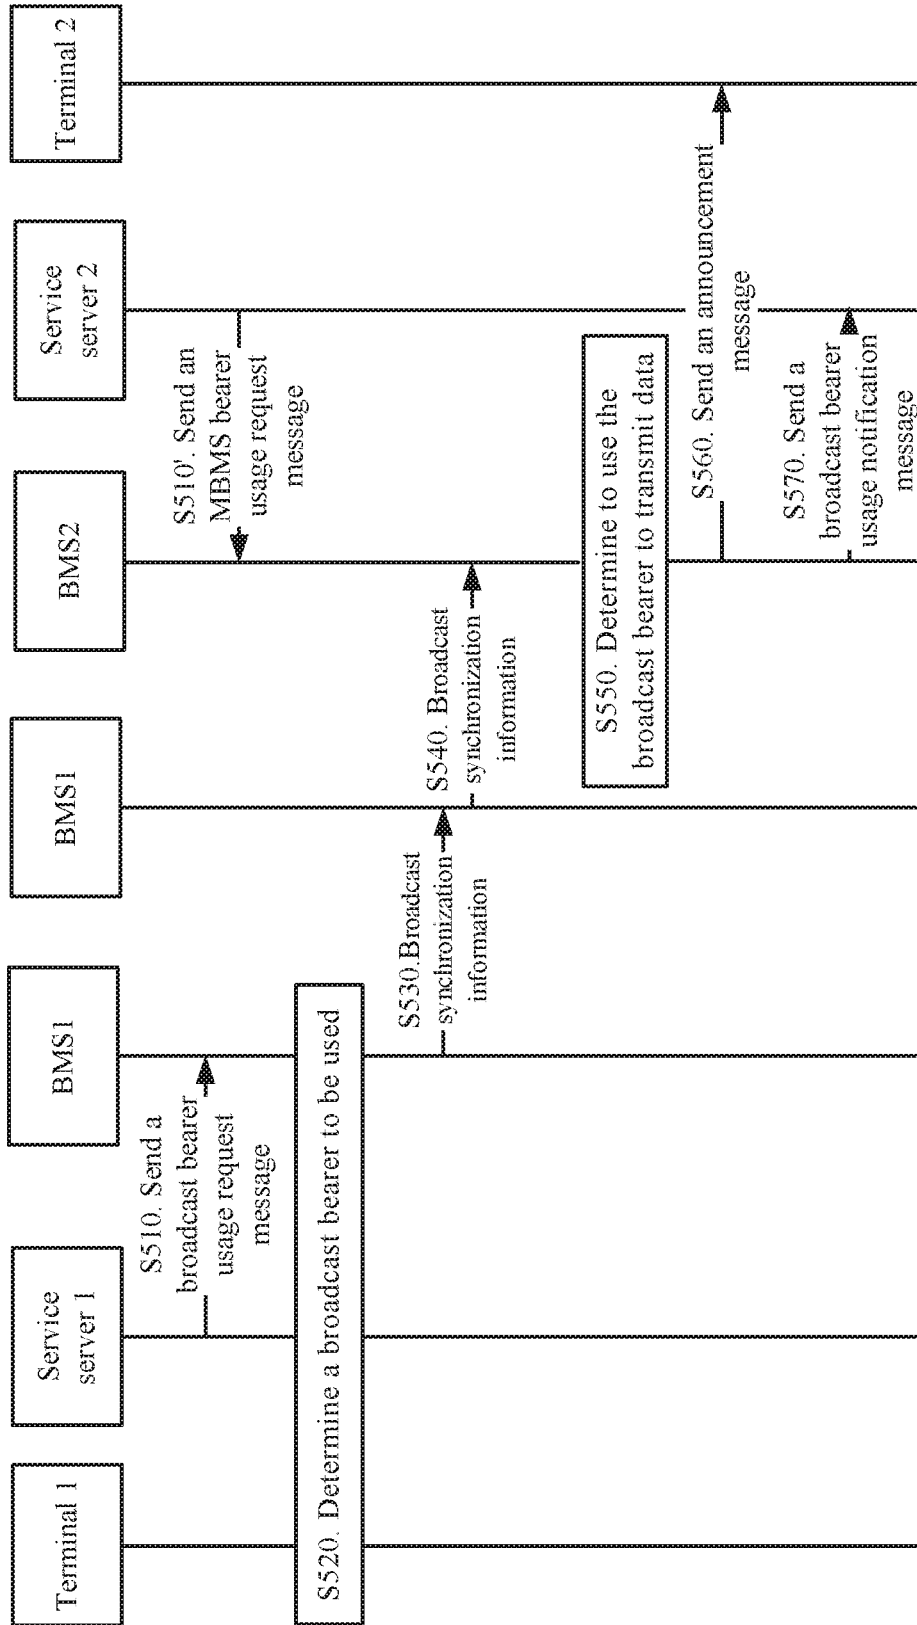 Terminal 1
Service
server 1
BMS1
BMS1
BMS2
Service
server 2
Terminal 2
S510. Send a
broadcast bearer
usage request
message
S510'. Send an
MBMS bearer
usage request
message
S520. Determine a broadcast bearer to be used
S530.Broadcast
synchronization
information
S540. Broadcast
synchronization
information
S550. Determine to use the
broadcast bearer to transmit data
S560. Send an announcement
message
S570. Send a
broadcast bearer
usage notification
message